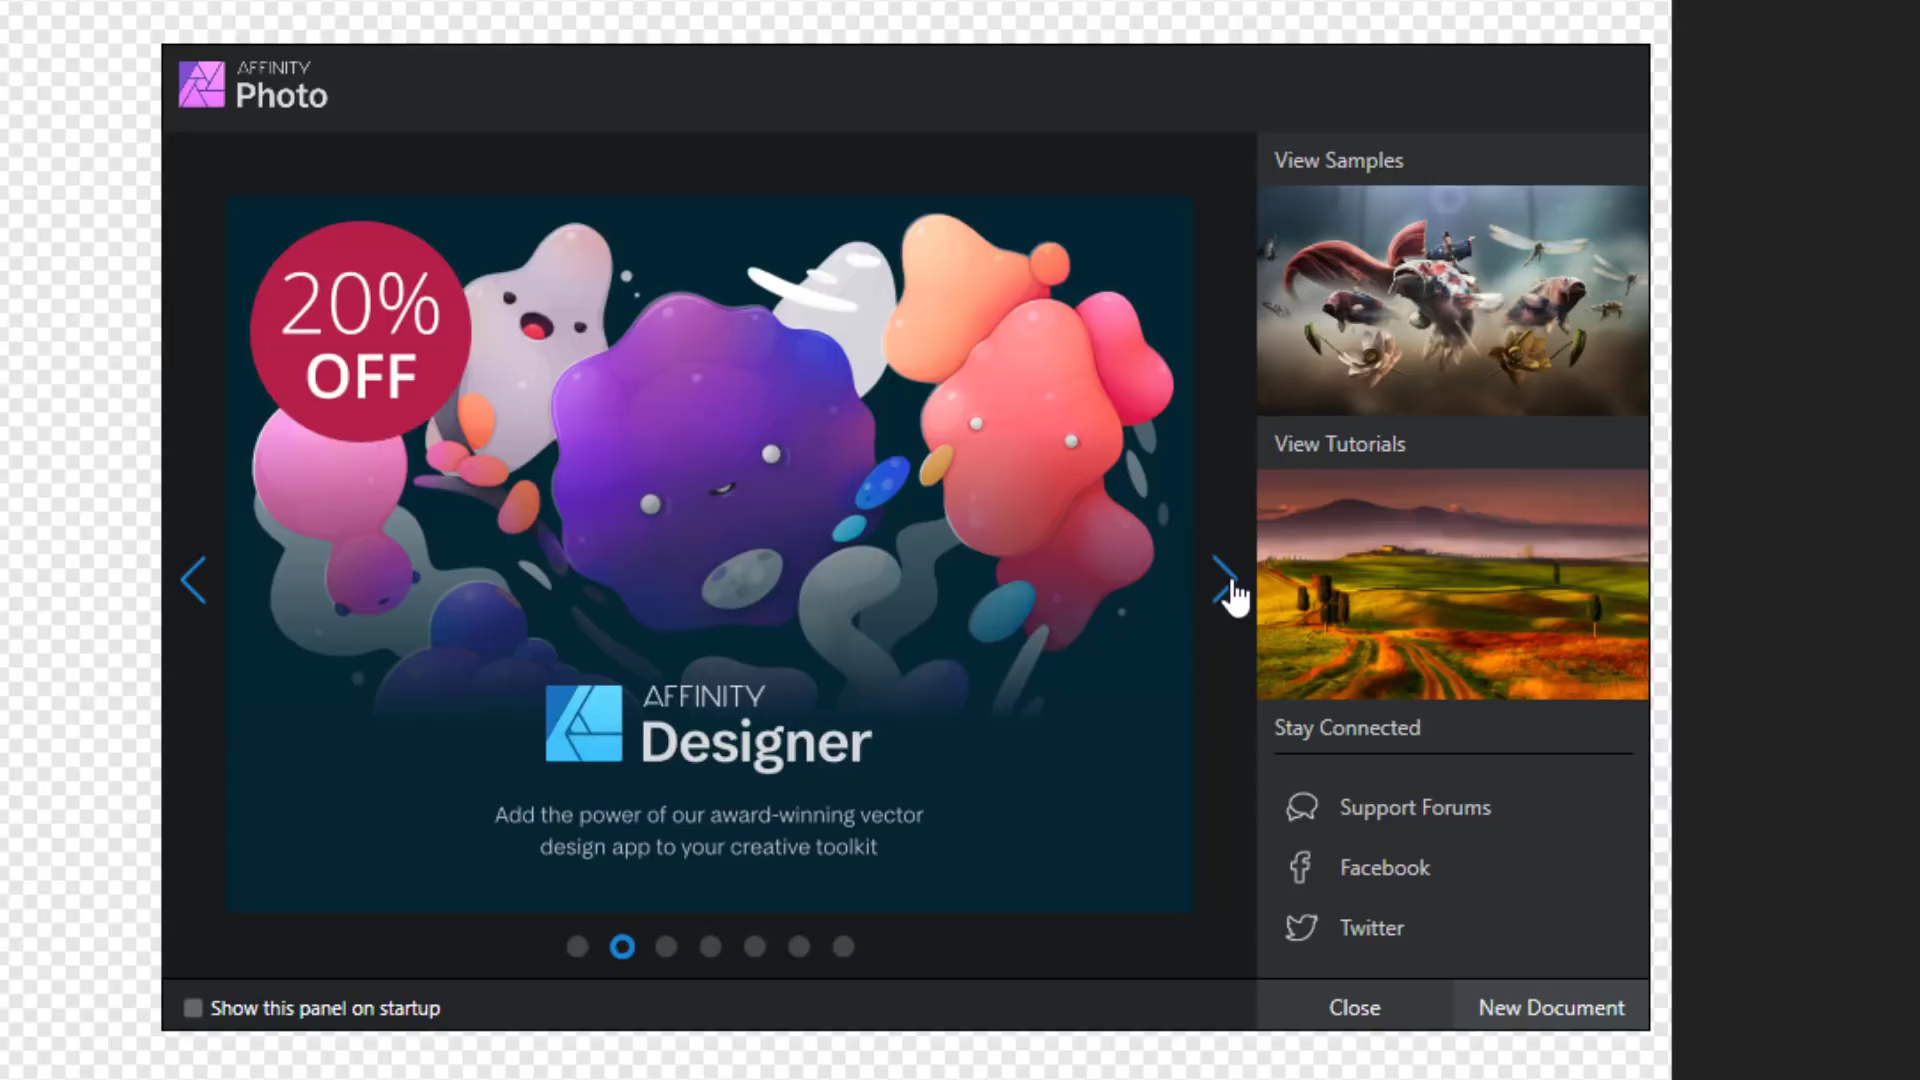 AFFINITY
Photo
20%
OFF
AFFINITY
Designer
Add the power of our award-winning vector
design app to your creative toolkit
View Samples
View Tutorials
Stay Connected
Support Forums
Facebook
Twitter
Show this panel on startup
Close
New Document